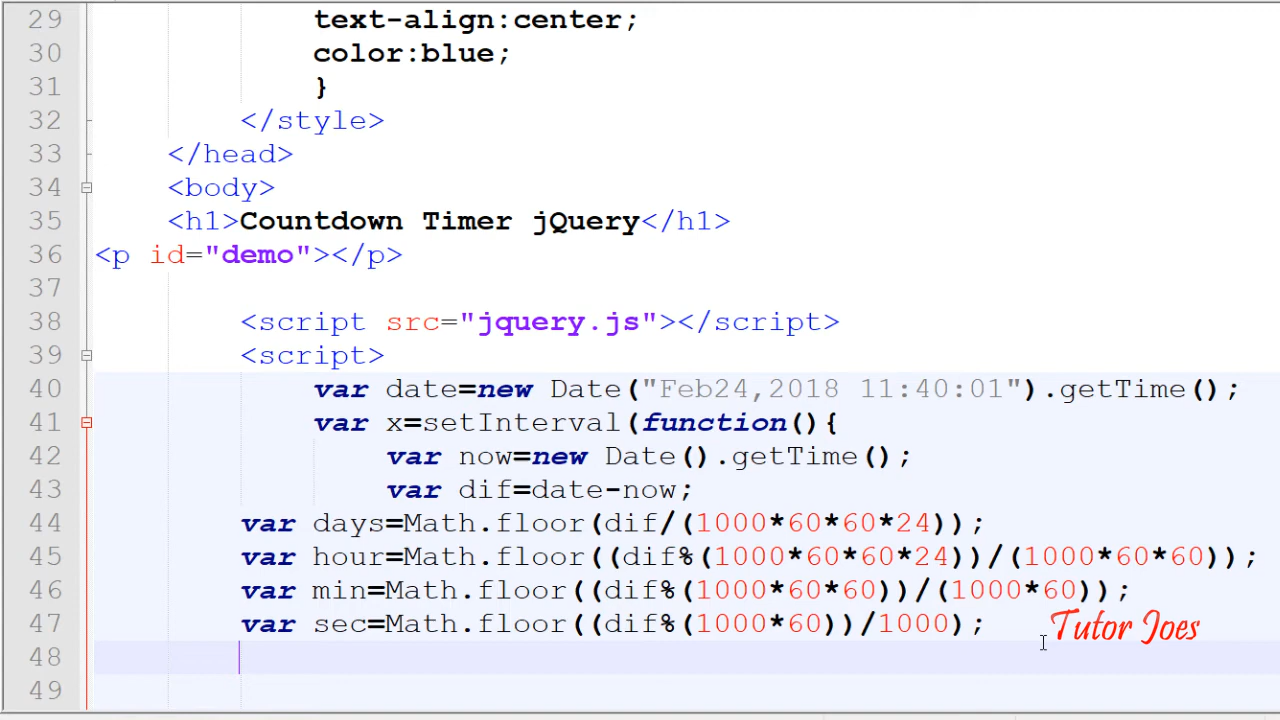 29 text-align:center;
30 color:blue;
31 }
32 </style>
33 </head>
34 <body>
35 <h1>Countdown Timer jQuery</h1>
36 <p id="demo"></p>
37
38 <script src="jquery.js"></script>
39 <script>
40 var date=new Date("Feb24,2018 11:40:01").getTime();
41 var x=setInterval(function(){
42 var now=new Date().getTime();
43 var dif=date-now;
44 var days=Math.floor(dif/(1000*60*60*24));
45 var hour=Math.floor((dif%(1000*60*60*24))/(1000*60*60));
46 var min=Math.floor((dif%(1000*60*60))/(1000*60));
47 var sec=Math.floor((dif%(1000*60))/1000);
Tutor Joes
48
49